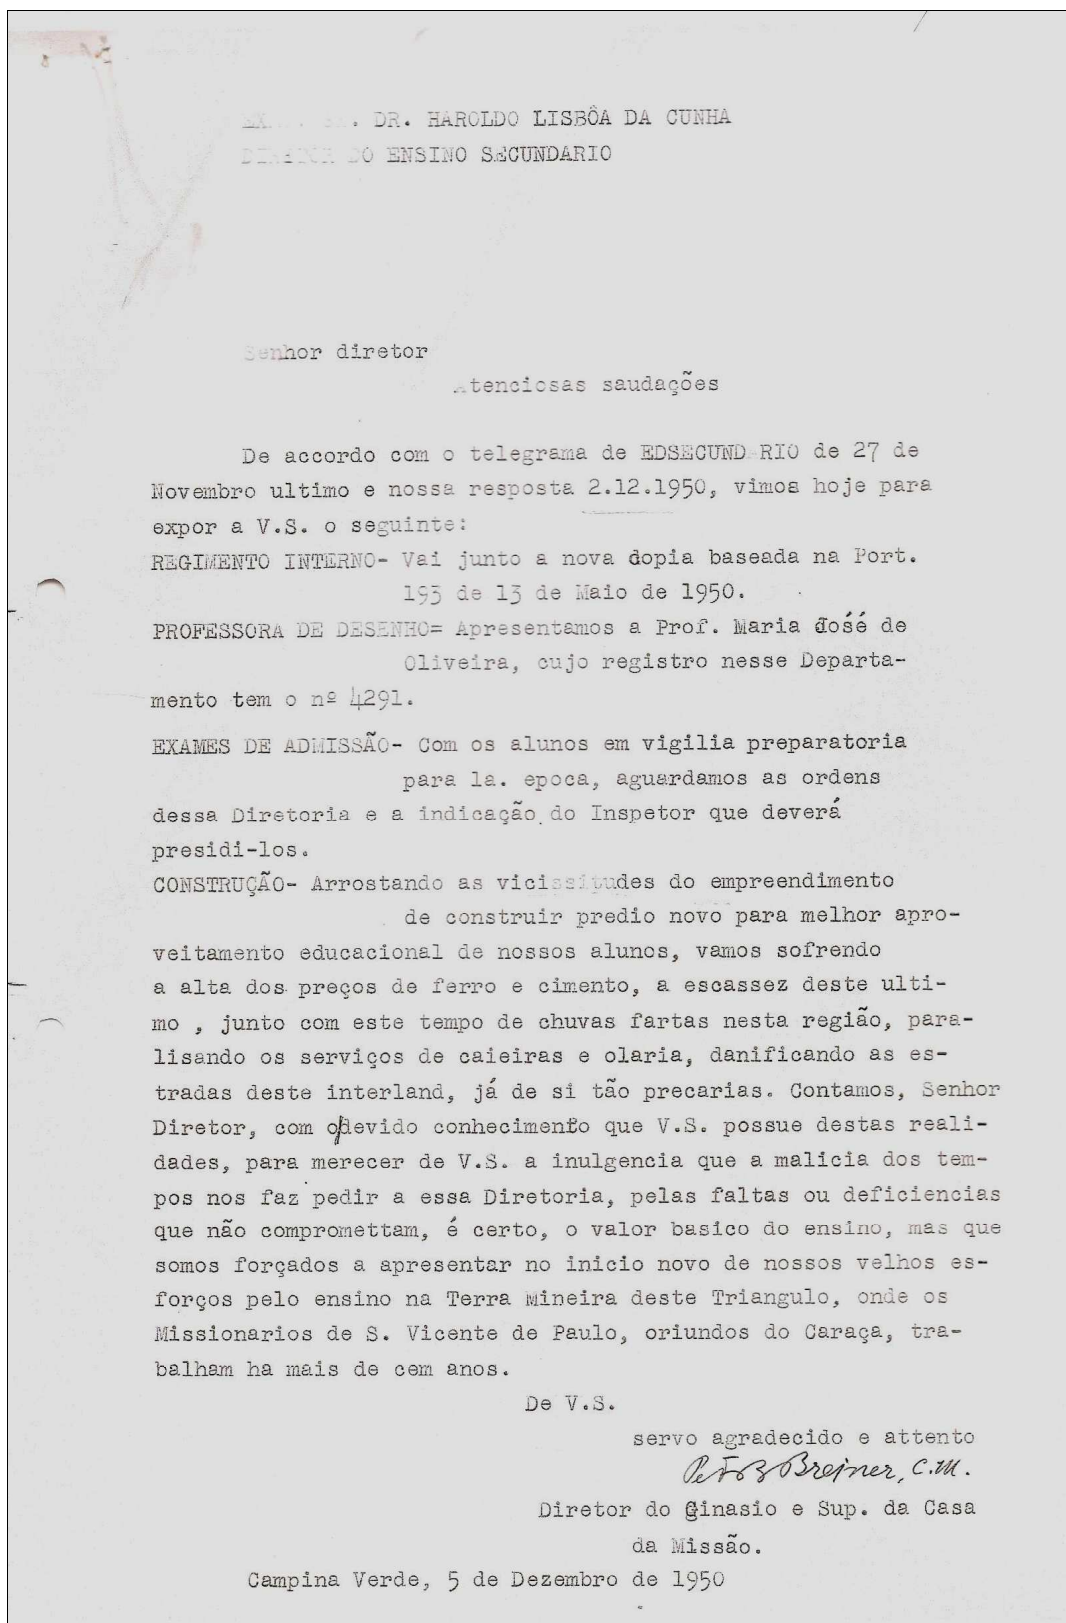 DR. HAROLDO LISBÔA DA CUNHA
DO ENSINO SECUNDARIO
Senhor diretor
Atenciosas saudações
De accordo com o telegrama de EDSECUND RIO de 27 de
Novembro ultimo e nossa resposta 2.12.1950, vimos hoje para
expor a V.S. o seguinte:
REGIMENTO INTERNO- Vai junto a nova dopia baseada na Port.
193 de 13 de Maio de 1950.
PROFESSORA DE DESENHO= Apresentamos a Prof. Maria José de
Oliveira, cujo registro nesse Departa-
mento tem o nº 4291.
EXAMES DE ADMISSÃO- Com os alunos em vigilia preparatoria
para la. epoca, aguardamos as ordens
dessa Diretoria e a indicação do Inspetor que deverá
presidi-los.
CONSTRUÇÃO- Arrostando as vicissitudes do empreendimento
de construir predio novo para melhor apro-
veitamento educacional de nossos alunos, vamos sofrendo
a alta dos preços de ferro e cimento, a escassez deste ulti-
mo , junto com este tempo de chuvas fartas nesta região, para-
lisando os serviços de caieiras e olaria, danificando as es-
tradas deste interland, já de si tão precarias. Contamos, Senhor
Diretor, com o devido conhecimento que V.S. possue destas reali-
dades, para merecer de V.S. a inulgencia que a malicia dos tem-
pos nos faz pedir a essa Diretoria, pelas faltas ou deficiencias
que não compromettam, é certo, o valor basico do ensino, mas que
somos forçados a apresentar no inicio novo de nossos velhos es-
forços pelo ensino na Terra Mineira deste Triangulo, onde os
Missionarios de S. Vicente de Paulo, oriundos do Caraça, tra-
balham ha mais de cem anos.
De V.S.
servo agradecido e attento
Breiner, C.M.
Diretor do Ginasio e Sup. da Casa
da Missão.
Campina Verde, 5 de Dezembro de 1950